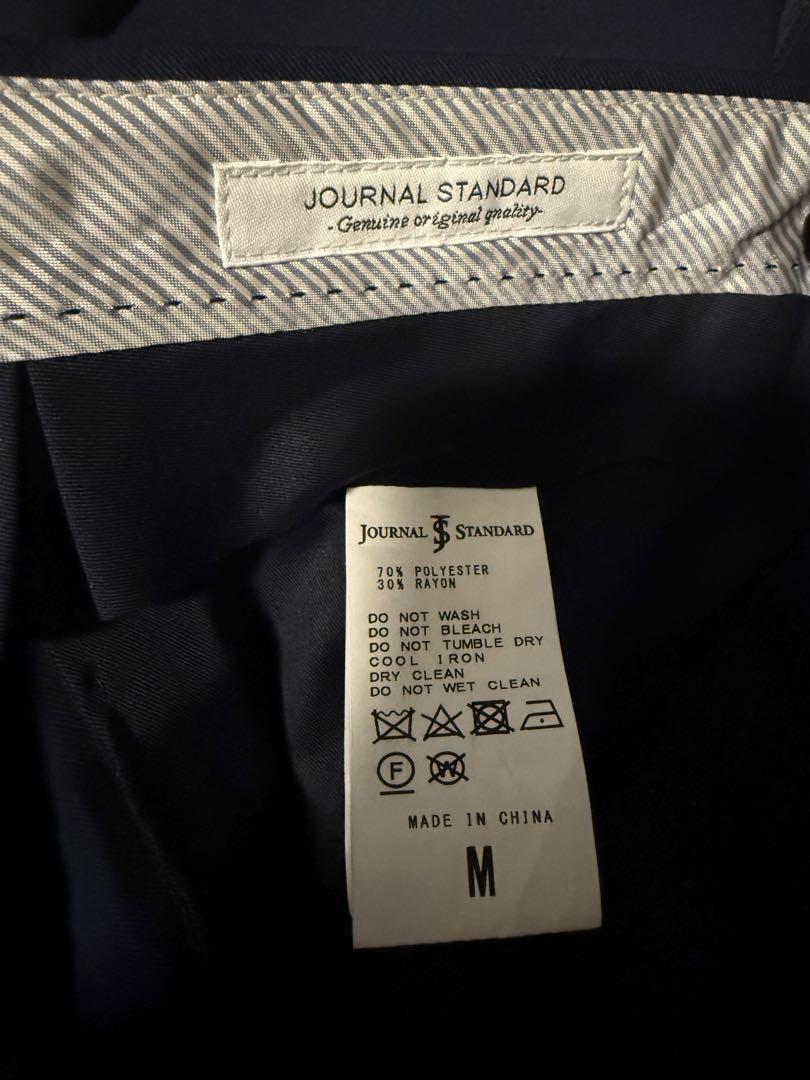 JOURNAL STANDARD
- Genuine original quality-
JOURNAL JS STANDARD
70% POLYESTER
30% RAYON
DO NOT WASH
DO NOT BLEACH
DO NOT TUMBLE DRY
COOL IRON
DRY CLEAN
DO NOT WET CLEAN
F W
MADE IN CHINA
M